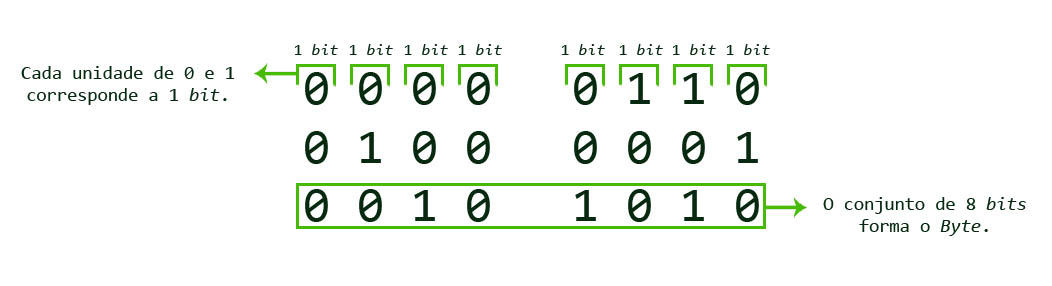 1 bit 1 bit 1 bit 1 bit 1 bit 1 bit 1 bit 1 bit
Cada unidade de 0 e 1
corresponde a 1 bit.
0 0 0 0 0 1 1 0
0 1 0 0 0 0 0 1
0 0 1 0 1 0 1 0
O conjunto de 8 bits
forma o Byte.